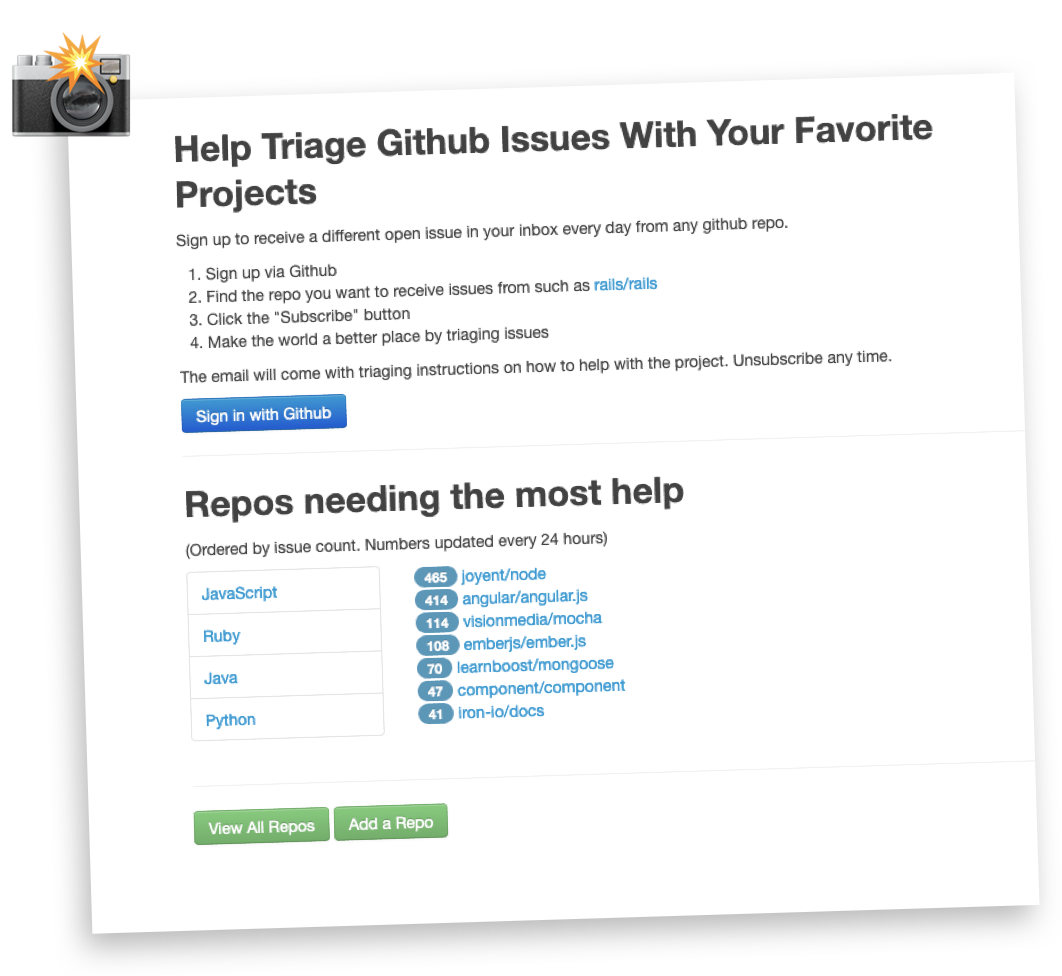 Help Triage Github Issues With Your Favorite
Projects
Sign up to receive a different open issue in your inbox every day from any github repo.
1. Sign up via Github
2. Find the repo you want to receive issues from such as rails/rails
3. Click the "Subscribe" button
4. Make the world a better place by triaging issues
The email will come with triaging instructions on how to help with the project. Unsubscribe any time.
Sign in with Github
Repos needing the most help
(Ordered by issue count. Numbers updated every 24 hours)
JavaScript
Ruby
Java
Python
465 joyent/node
414 angular/angular.js
114 visionmedia/mocha
108 emberjs/ember.js
70 learnboost/mongoose
47 component/component
41 iron-io/docs
View All Repos
Add a Repo